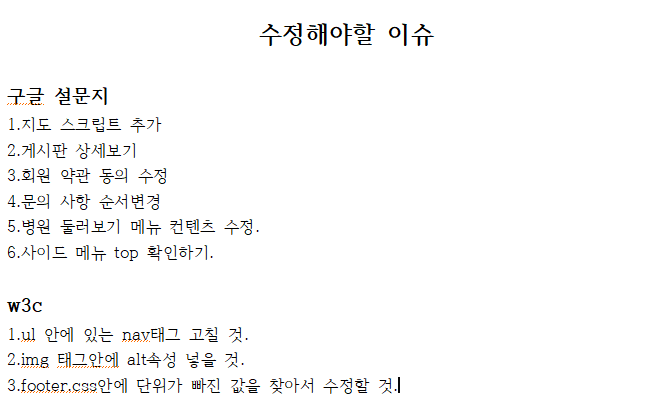 수정해야할 이슈
구글 설문지
1.지도 스크립트 추가
2.게시판 상세보기
3.회원 약관 동의 수정
4.문의 사항 순서변경
5.병원 둘러보기 메뉴 컨텐츠 수정.
6.사이드 메뉴 top 확인하기.
w3c
1.ul 안에 있는 nav태그 고칠 것.
2.img 태그안에 alt속성 넣을 것.
3.footer.css안에 단위가 빠진 값을 찾아서 수정할 것.